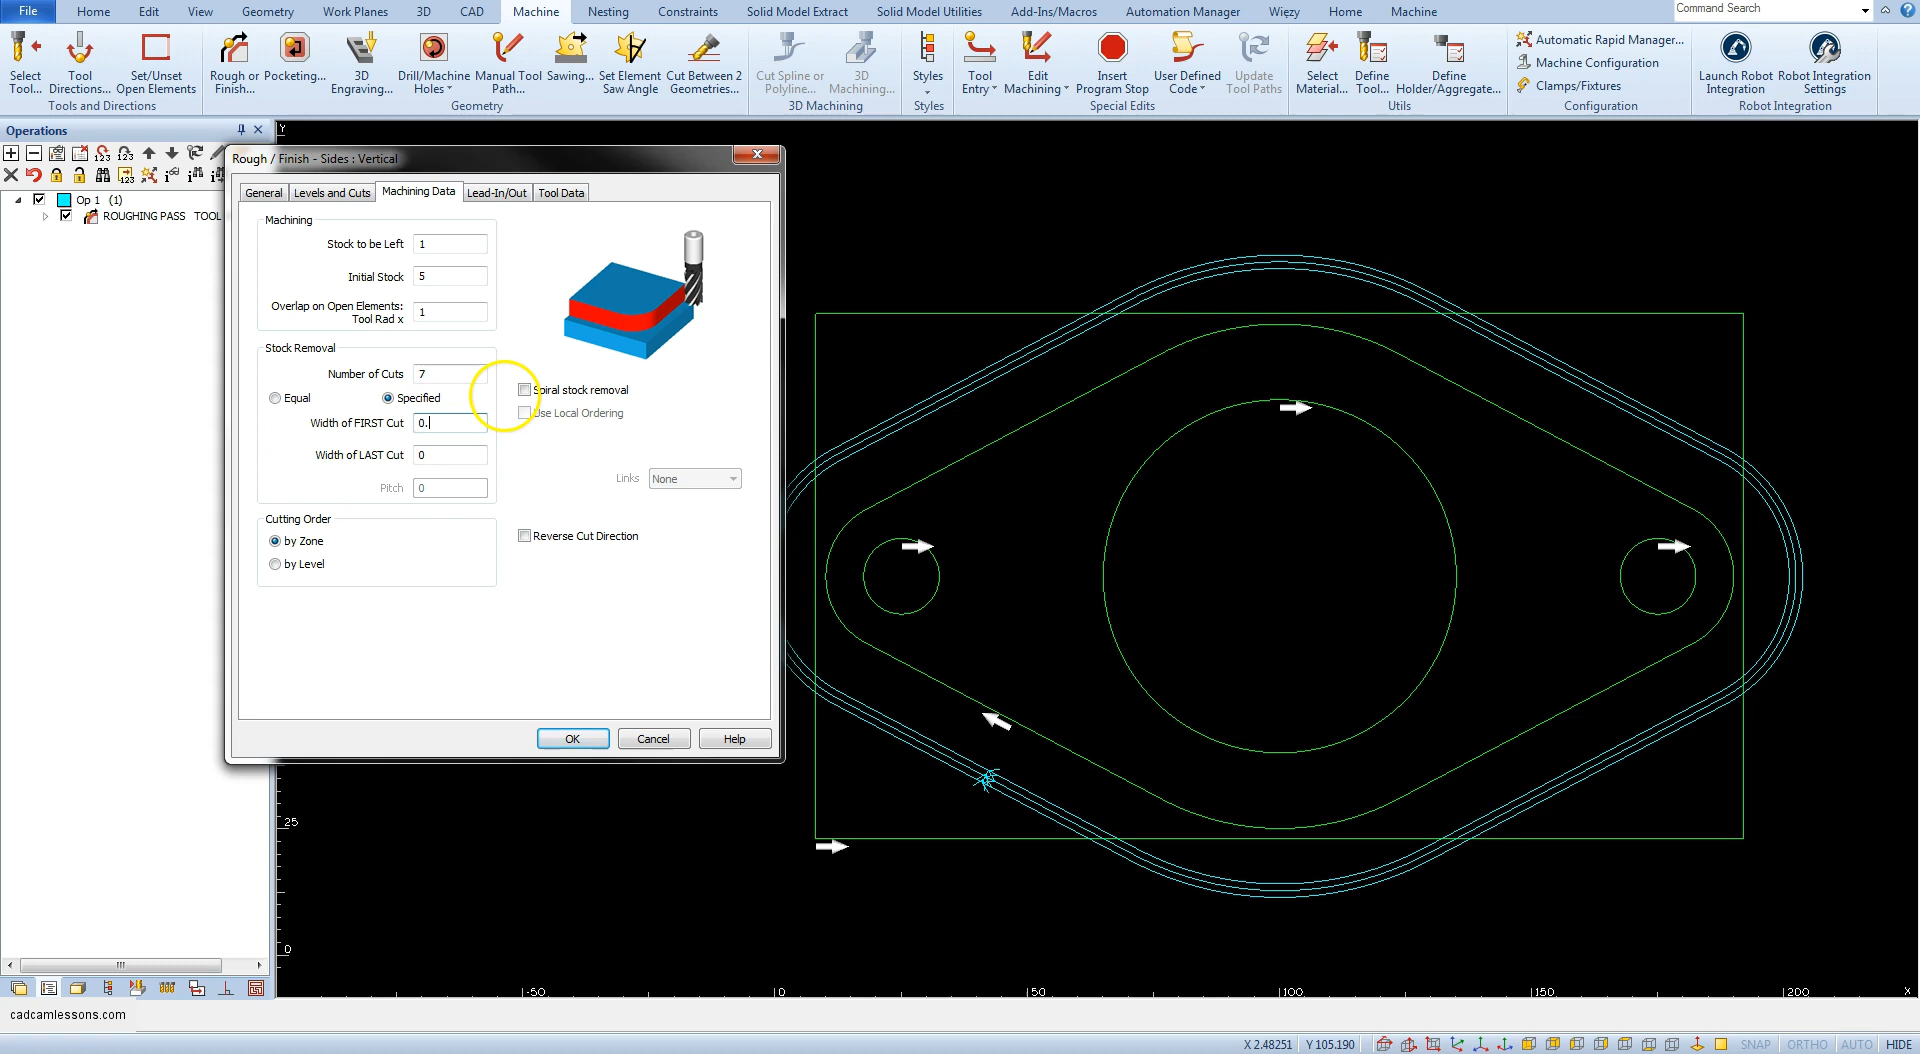 File Home Edit View Geometry Work Planes 3D CAD Machine Nesting Constraints Solid Model Extract Solid Model Utilities Add-Ins/Macros Automation Manager Więzy Home Machine Command Search
Select Tool...
Tool Directions...
Set/Unset Open Elements
Tools and Directions
Rough or Finish...
Pocketing...
3D Engraving...
Drill/Machine Holes
Manual Tool Path...
Sawing...
Set Element Saw Angle
Cut Between 2 Geometries...
Geometry
Cut Spline or Polyline...
3D Machining...
3D Machining
Styles
Styles
Tool Entry
Edit Machining
Insert Program Stop
User Defined Code
Update Tool Paths
Special Edits
Select Material...
Define Tool...
Define Holder/Aggregate...
Utils
Automatic Rapid Manager...
Machine Configuration
Clamps/Fixtures
Configuration
Launch Robot Integration
Robot Integration Settings
Robot Integration
Operations
Op 1 (1)
ROUGHING PASS TOOL
Rough / Finish - Sides : Vertical
General Levels and Cuts Machining Data Lead-In/Out Tool Data
Machining
Stock to be Left 1
Initial Stock 5
Overlap on Open Elements:
Tool Rad x 1
Stock Removal
Number of Cuts 7
Equal Specified
Width of FIRST Cut 0.
Width of LAST Cut 0
Pitch 0
Spiral stock removal
Use Local Ordering
Links None
Cutting Order
by Zone
by Level
Reverse Cut Direction
OK Cancel Help
Y
25
0
-50 0 50 100 150 200 X
cadcamlessons.com
X 2.48251 Y 105.190 SNAP ORTHO AUTO HIDE